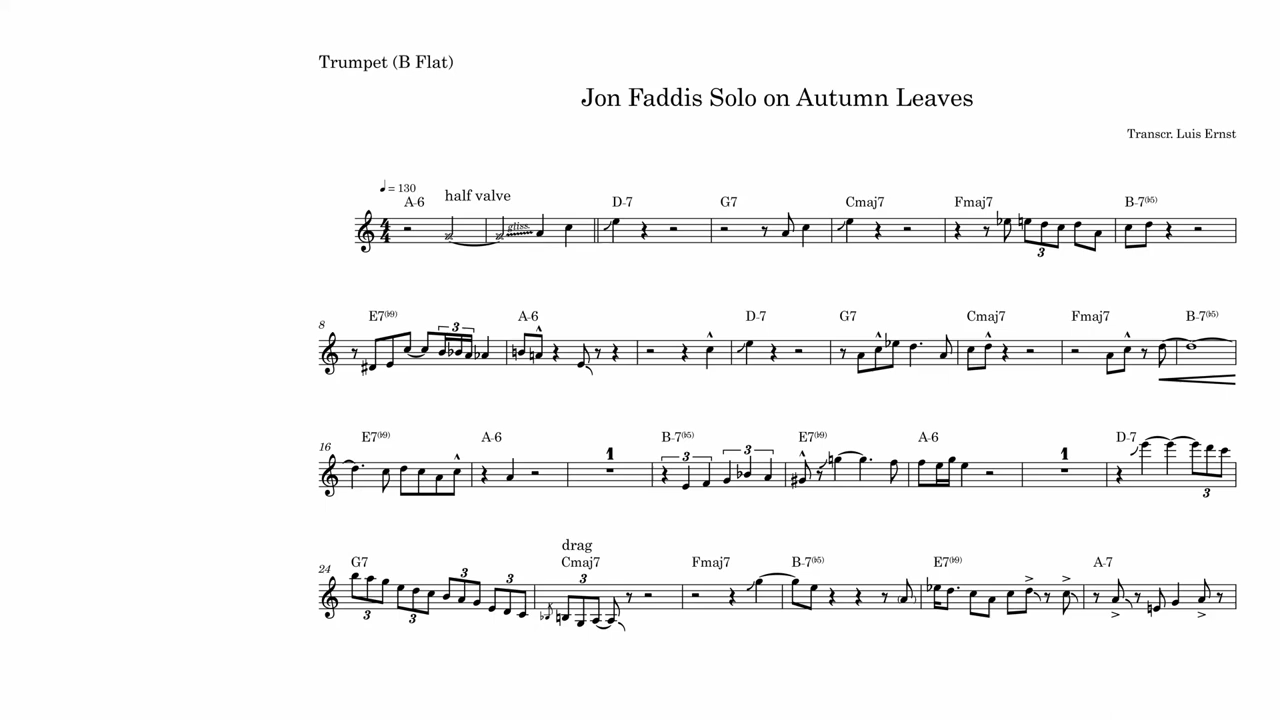 Trumpet (B Flat)
Jon Faddis Solo on Autumn Leaves
Transcr. Luis Ernst
♩ = 130
A-6 half valve D-7 G7 Cmaj7 Fmaj7 B-7(♭5)
gliss.
3
8 E7(♭9) A-6 D-7 G7 Cmaj7 Fmaj7 B-7(♭5)
3
16 E7(♭9) A-6 1 B-7(♭5) E7(♭9) A-6 1 D-7
3 3 3
drag
24 G7 Cmaj7 Fmaj7 B-7(♭5) E7(♭9) A-7
3 3 3 3 3